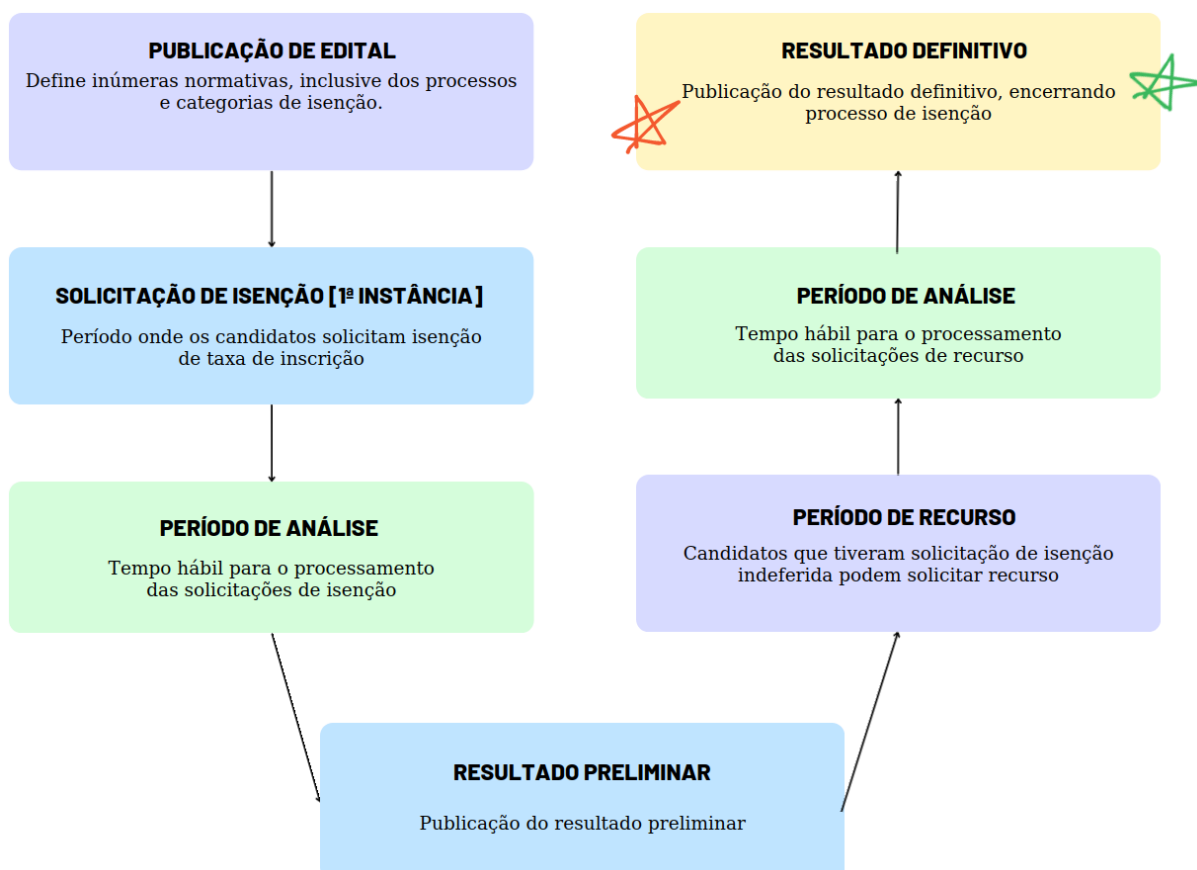 PUBLICAÇÃO DE EDITAL
Define inúmeras normativas, inclusive dos processos
e categorias de isenção.
SOLICITAÇÃO DE ISENÇÃO [1ª INSTÂNCIA]
Período onde os candidatos solicitam isenção
de taxa de inscrição
PERÍODO DE ANÁLISE
Tempo hábil para o processamento
das solicitações de isenção
RESULTADO PRELIMINAR
Publicação do resultado preliminar
PERÍODO DE RECURSO
Candidatos que tiveram solicitação de isenção
indeferida podem solicitar recurso
PERÍODO DE ANÁLISE
Tempo hábil para o processamento
das solicitações de recurso
RESULTADO DEFINITIVO
Publicação do resultado definitivo, encerrando
processo de isenção